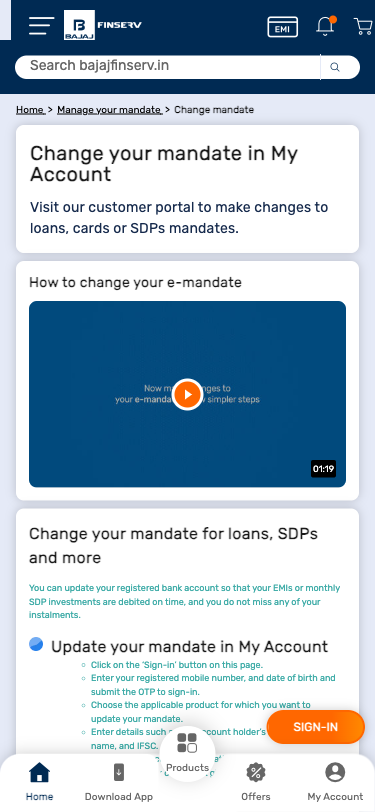 B
BAJAJ
FINSERV
EMI
Search bajajfinserv.in
Home > Manage your mandate > Change mandate
Change your mandate in My
Account
Visit our customer portal to make changes to
loans, cards or SDPs mandates.
How to change your e-mandate
Now m
nges to
your e-manda
simpler steps
01:19
Change your mandate for loans, SDPs
and more
You can update your registered bank account so that your EMIs or monthly
SDP investments are debited on time, and you do not miss any of your
instalments.
Update your mandate in My Account
Click on the ‘Sign-in’ button on this page.
Enter your registered mobile number, and date of birth and
submit the OTP to sign-in.
Choose the applicable product for which you want to
update your mandate.
Enter details such
account holder's
name, and IFSC.
SIGN-IN
Home
Download App
Products
Offers
My Account